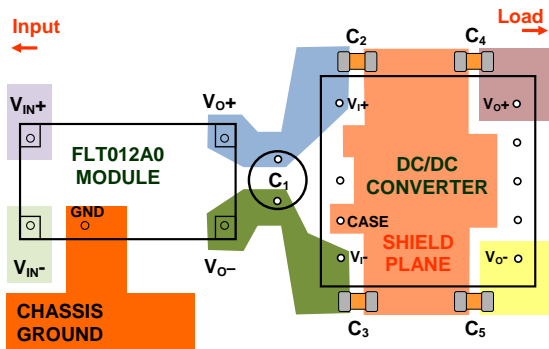 Input
Load
C2
C4
VIN+
VO+
VI+
VO+
FLT012A0
MODULE
C1
DC/DC
CONVERTER
GND
CASE
VIN-
VO–
VI-
SHIELD
PLANE
VO-
CHASSIS
GROUND
C3
C5